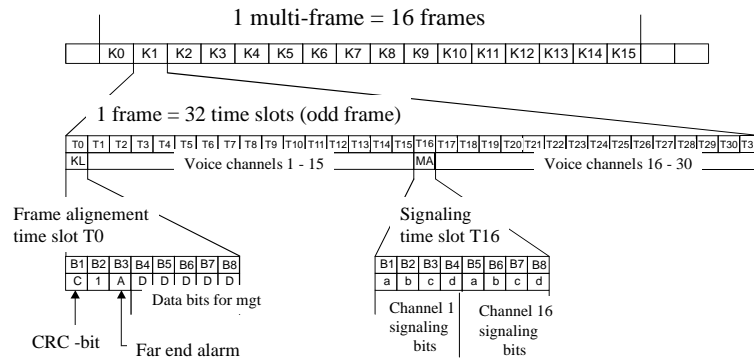 1 multi-frame = 16 frames
K0 K1 K2 K3 K4 K5 K6 K7 K8 K9 K10 K11 K12 K13 K14 K15
1 frame = 32 time slots (odd frame)
T0 T1 T2 T3 T4 T5 T6 T7 T8 T9 T10 T11 T12 T13 T14 T15 T16 T17 T18 T19 T20 T21 T22 T23 T24 T25 T26 T27 T28 T29 T30 T3
KL Voice channels 1 - 15 MA Voice channels 16 - 30
Frame alignement
time slot T0
Signaling
time slot T16
B1 B2 B3 B4 B5 B6 B7 B8
C 1 A D D D D D
Data bits for mgt
CRC -bit
Far end alarm
B1 B2 B3 B4 B5 B6 B7 B8
a b c d a b c d
Channel 1
signaling
bits
Channel 16
signaling
bits